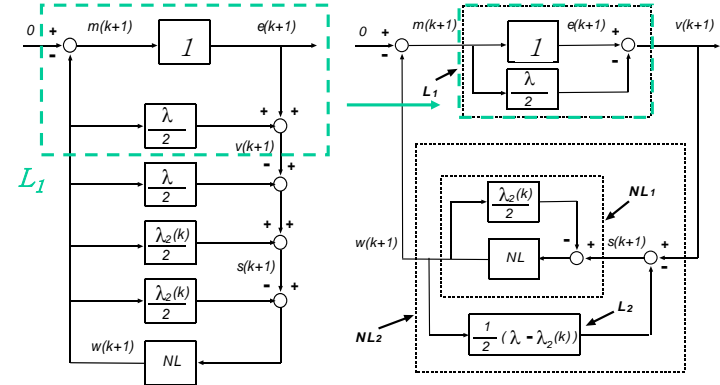 0 + m(k+1) 1 e(k+1)
-
λ/2 + +
v(k+1)
L₁
λ/2 - +
λ₂(k)/2 + +
s(k+1)
λ₂(k)/2 - +
w(k+1) NL
0 + m(k+1) 1 e(k+1) + v(k+1)
- -
L₁ λ/2
λ₂(k)/2 NL₁
w(k+1) - + s(k+1) +
NL -
NL₂ 1/2 (λ - λ₂(k)) L₂